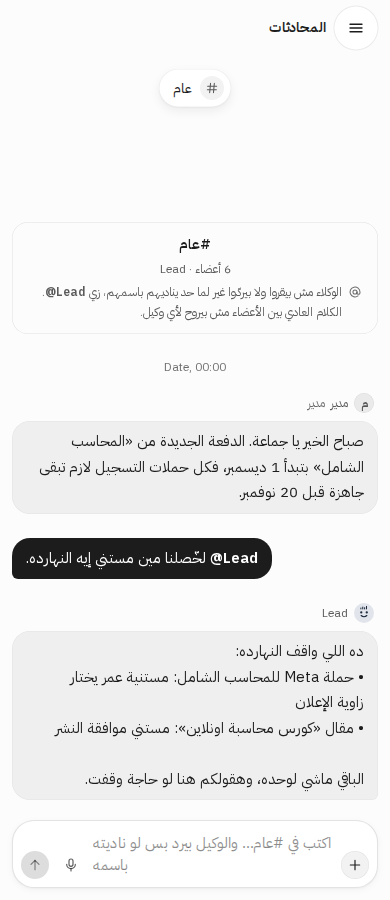 المحادثات
عام
#عام
6 أعضاء · Lead
الوكلاء مش بيقروا ولا بيركّبوا غير لما حد يناديهم باسمهم، زي @Lead.
الكلام العادي بين الأعضاء مش بيروح لأي وكيل.
Date, 00:00
م مدير مدير
صباح الخير يا جماعة. الدفعة الجديدة من «المحاسب
الشامل» بتبدأ 1 ديسمبر، فكل حملات التسجيل لازم تبقى
جاهزة قبل 20 نوفمبر.
@Lead لخّصلنا مين مستني إيه النهارده.
Lead
ده اللي واقف النهارده:
• حملة Meta للمحاسب الشامل: مستنية عمر يختار
زاوية الإعلان
• مقال «كورس محاسبة اونلاين»: مستني موافقة النشر
الباقي ماشي لوحده، وهقولكم هنا لو حاجة وقفت.
اكتب في #عام... والوكيل بيرد بس لو ناديته
باسمه